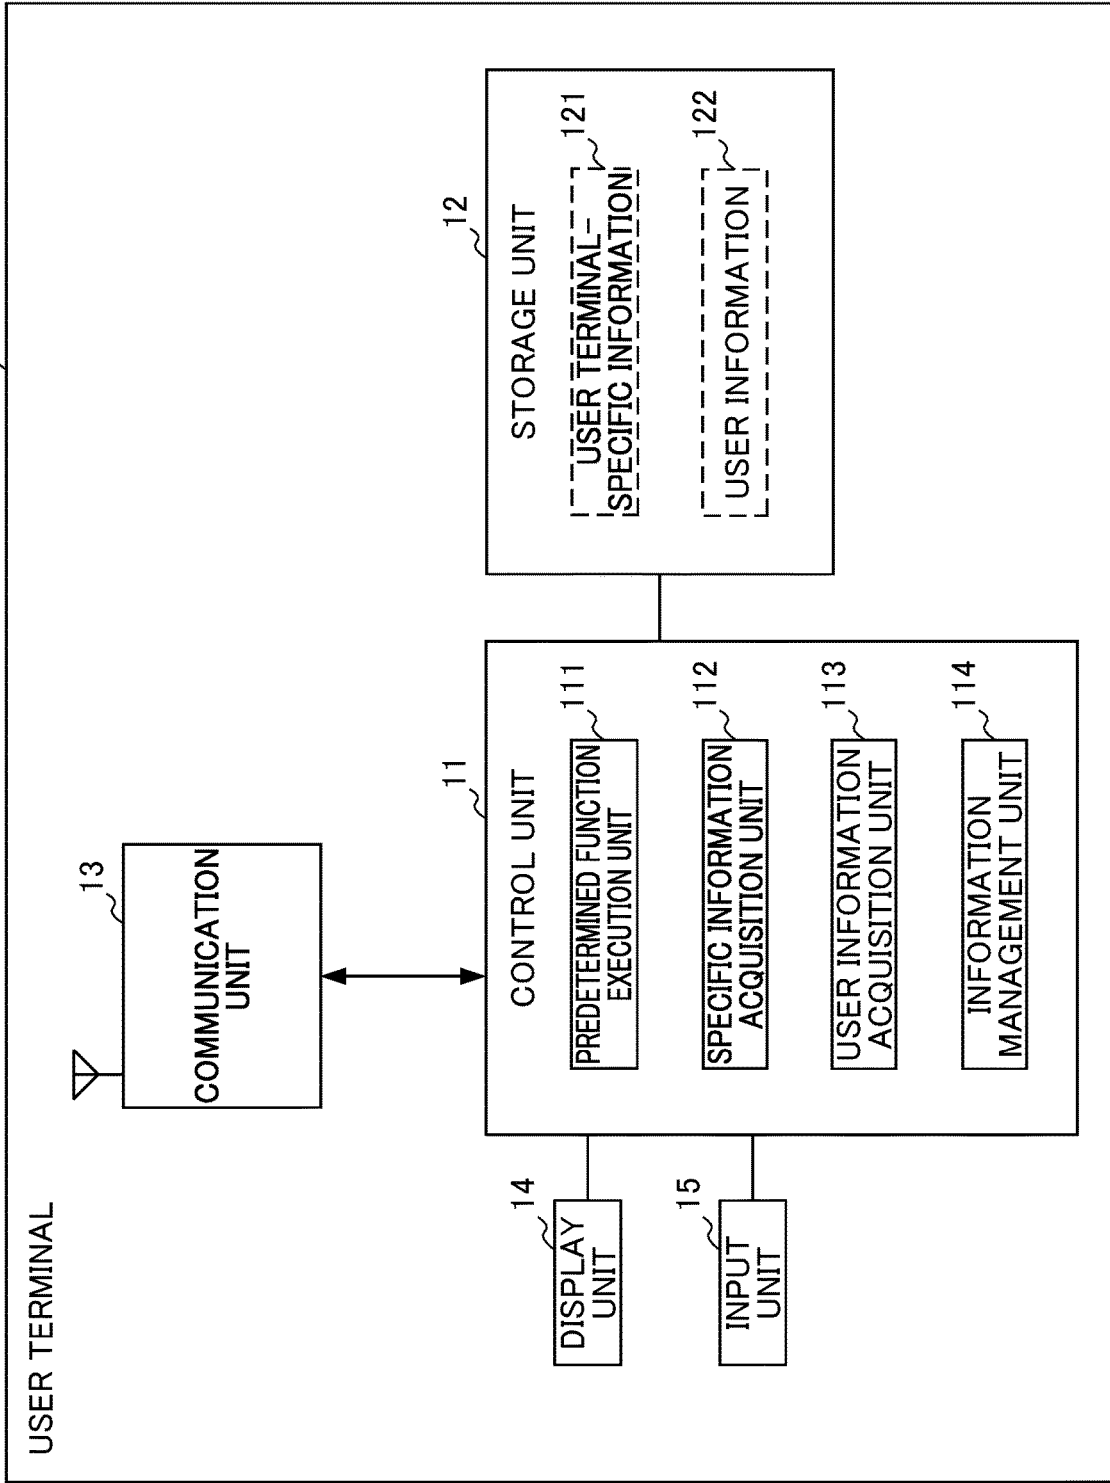 USER TERMINAL
13
COMMUNICATION
UNIT
14
DISPLAY
UNIT
15
INPUT
UNIT
11
CONTROL UNIT
111
PREDETERMINED FUNCTION
EXECUTION UNIT
112
SPECIFIC INFORMATION
ACQUISITION UNIT
113
USER INFORMATION
ACQUISITION UNIT
114
INFORMATION
MANAGEMENT UNIT
12
STORAGE UNIT
121
USER TERMINAL-
SPECIFIC INFORMATION
122
USER INFORMATION